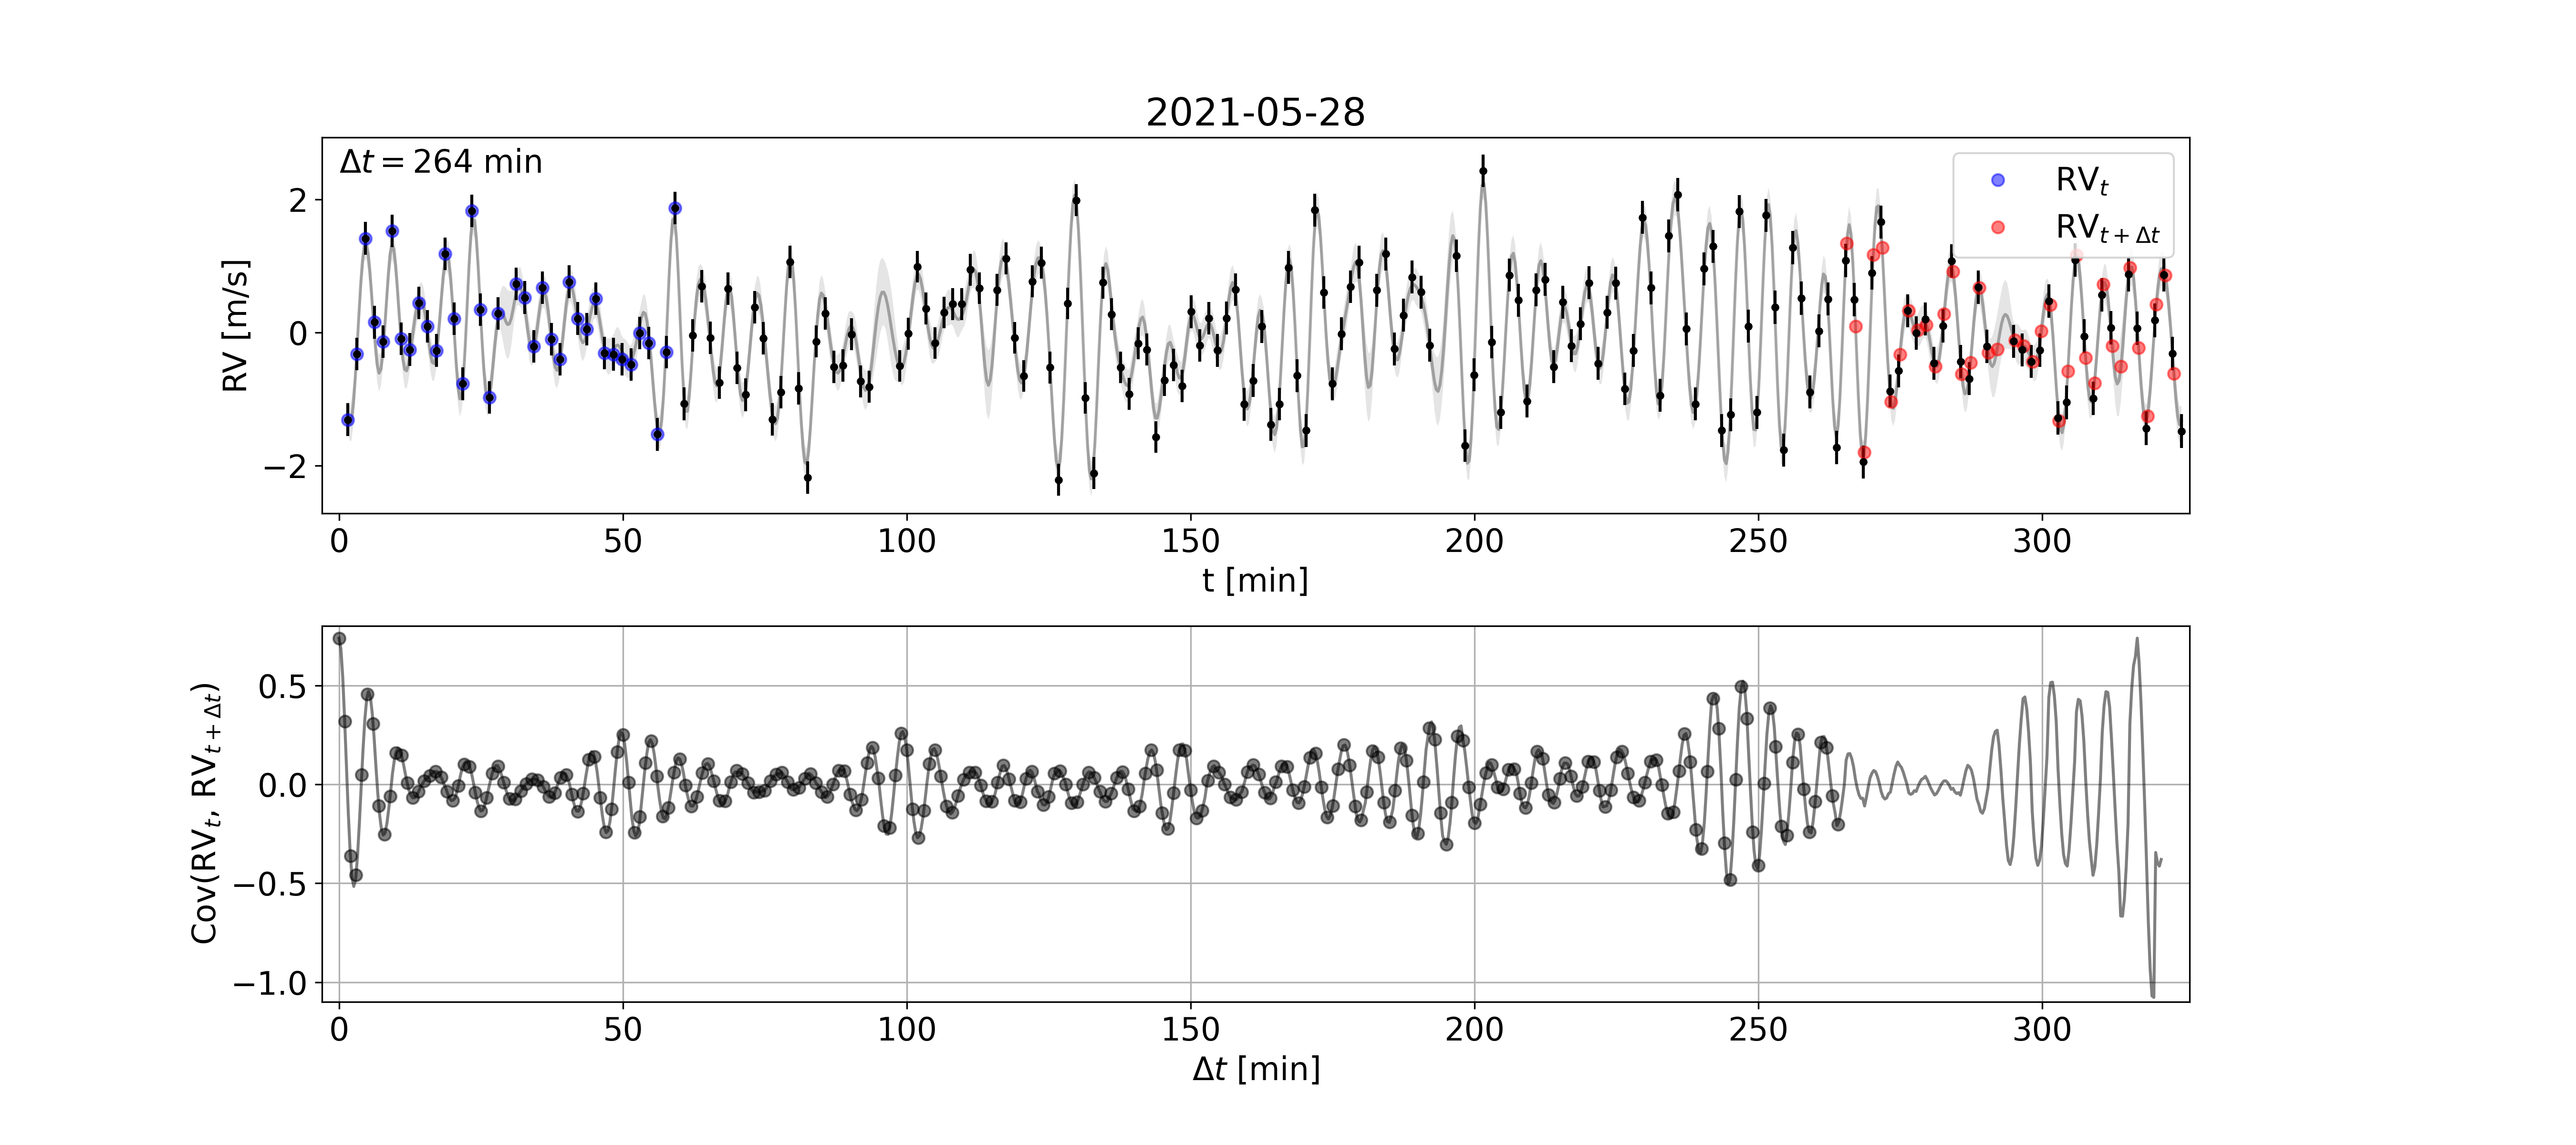 2021-05-28
Δt = 264 min
RV_t
RV_{t+Δt}
RV [m/s]
2
0
−2
0 50 100 150 200 250 300
t [min]
Cov(RV_t, RV_{t+Δt})
0.5
0.0
−0.5
−1.0
0 50 100 150 200 250 300
Δt [min]